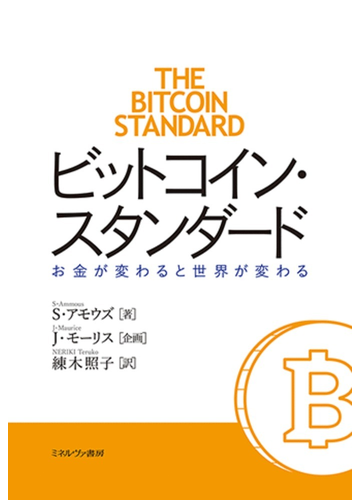 THE
BITCOIN
STANDARD
ビットコイン・
スタンダード
お金が変わると世界が変わる
S・Ammous
S・アモウズ[著]
J・Maurice
J・モーリス[企画]
NERIKI Teruko
練木照子[訳]
ミネルヴァ書房